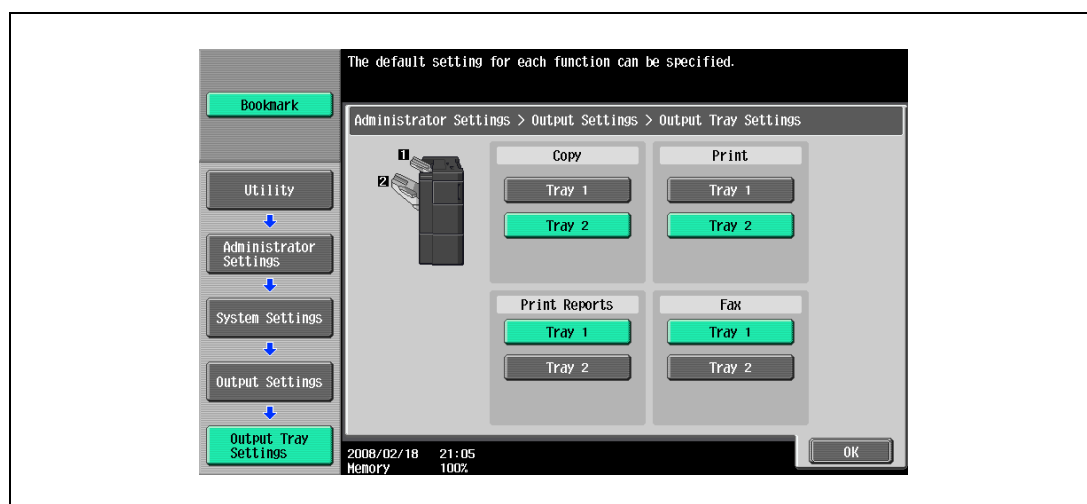 The default setting for each function can be specified.
Bookmark
Administrator Settings > Output Settings > Output Tray Settings
1
2
Copy
Tray 1
Tray 2
Print
Tray 1
Tray 2
Utility
Administrator
Settings
System Settings
Output Settings
Output Tray
Settings
Print Reports
Tray 1
Tray 2
Fax
Tray 1
Tray 2
2008/02/18 21:05
Memory 100%
OK